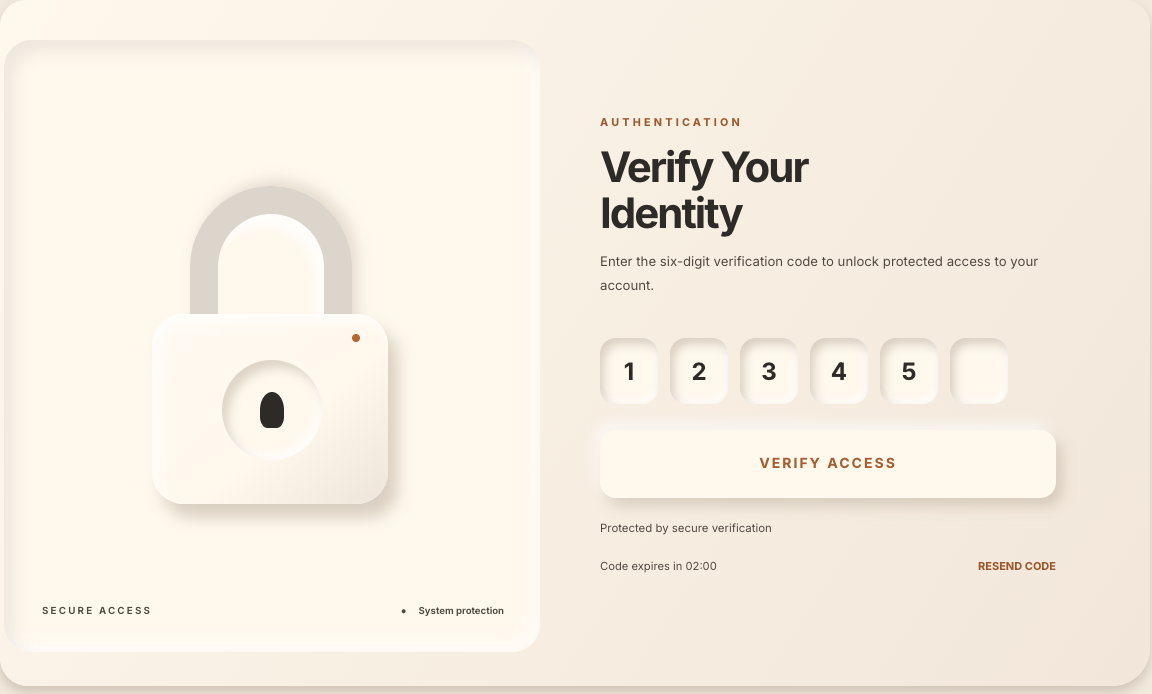 AUTHENTICATION
Verify Your
Identity
Enter the six-digit verification code to unlock protected access to your
account.
1 2 3 4 5
VERIFY ACCESS
Protected by secure verification
Code expires in 02:00 RESEND CODE
SECURE ACCESS • System protection